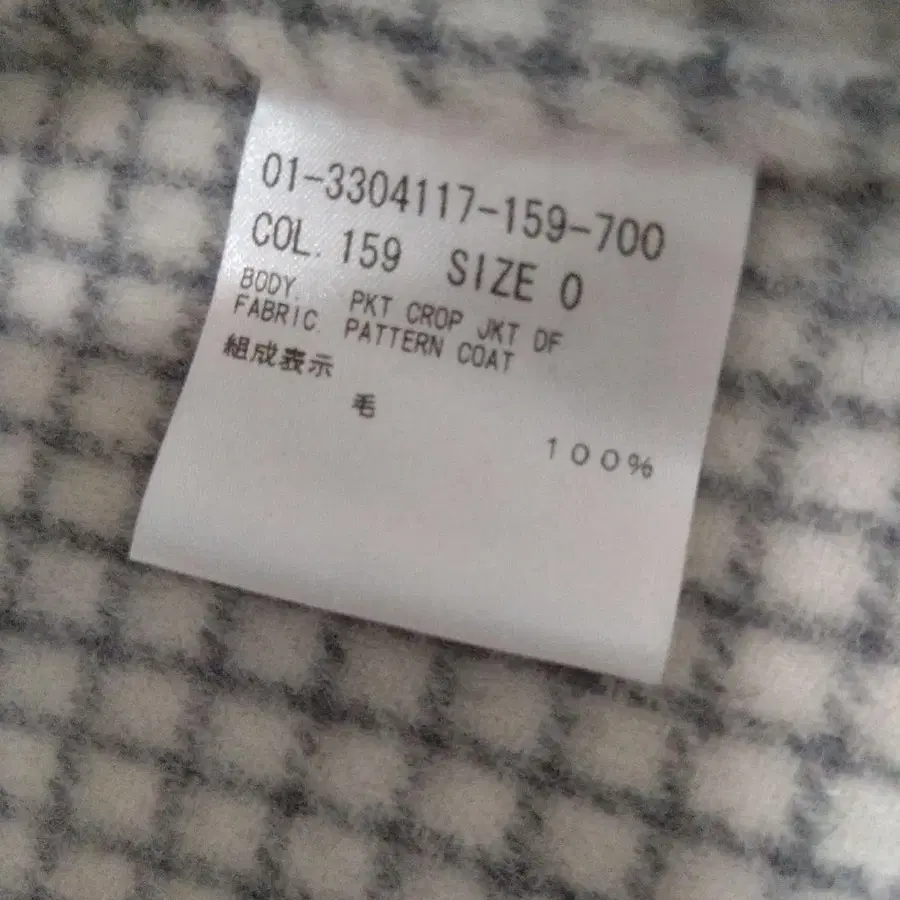 01-3304117-159-700
COL. 159 SIZE 0
BODY. PKT CROP JKT DF
FABRIC. PATTERN COAT
組成表示
毛
100%